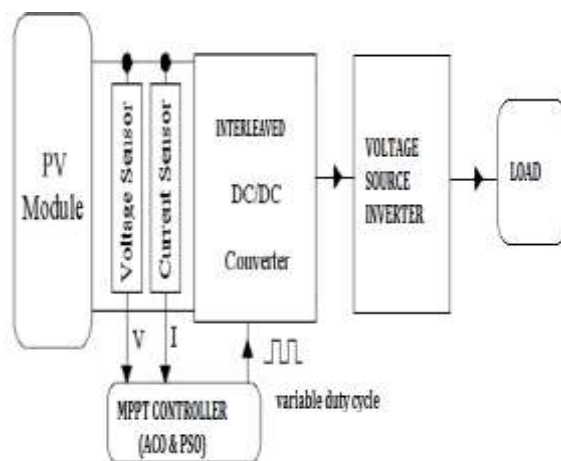 PV
Module
Voltage Sensor
Current Sensor
INTERLEAVED
DC/DC
Couverter
VOLTAGE
SOURCE
INVERTER
LOAD
V
I
MPPT CONTROLLER
(ACO & PSO)
variable duty cycle